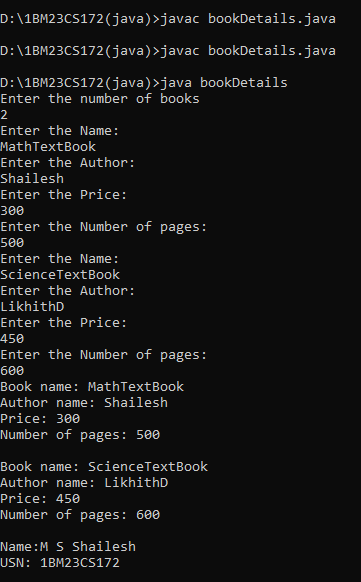 D:\1BM23CS172(java)>javac bookDetails.java
D:\1BM23CS172(java)>javac bookDetails.java
D:\1BM23CS172(java)>java bookDetails
Enter the number of books
2
Enter the Name:
MathTextBook
Enter the Author:
Shailesh
Enter the Price:
300
Enter the Number of pages:
500
Enter the Name:
ScienceTextBook
Enter the Author:
LikhithD
Enter the Price:
450
Enter the Number of pages:
600
Book name: MathTextBook
Author name: Shailesh
Price: 300
Number of pages: 500
Book name: ScienceTextBook
Author name: LikhithD
Price: 450
Number of pages: 600
Name:M S Shailesh
USN: 1BM23CS172